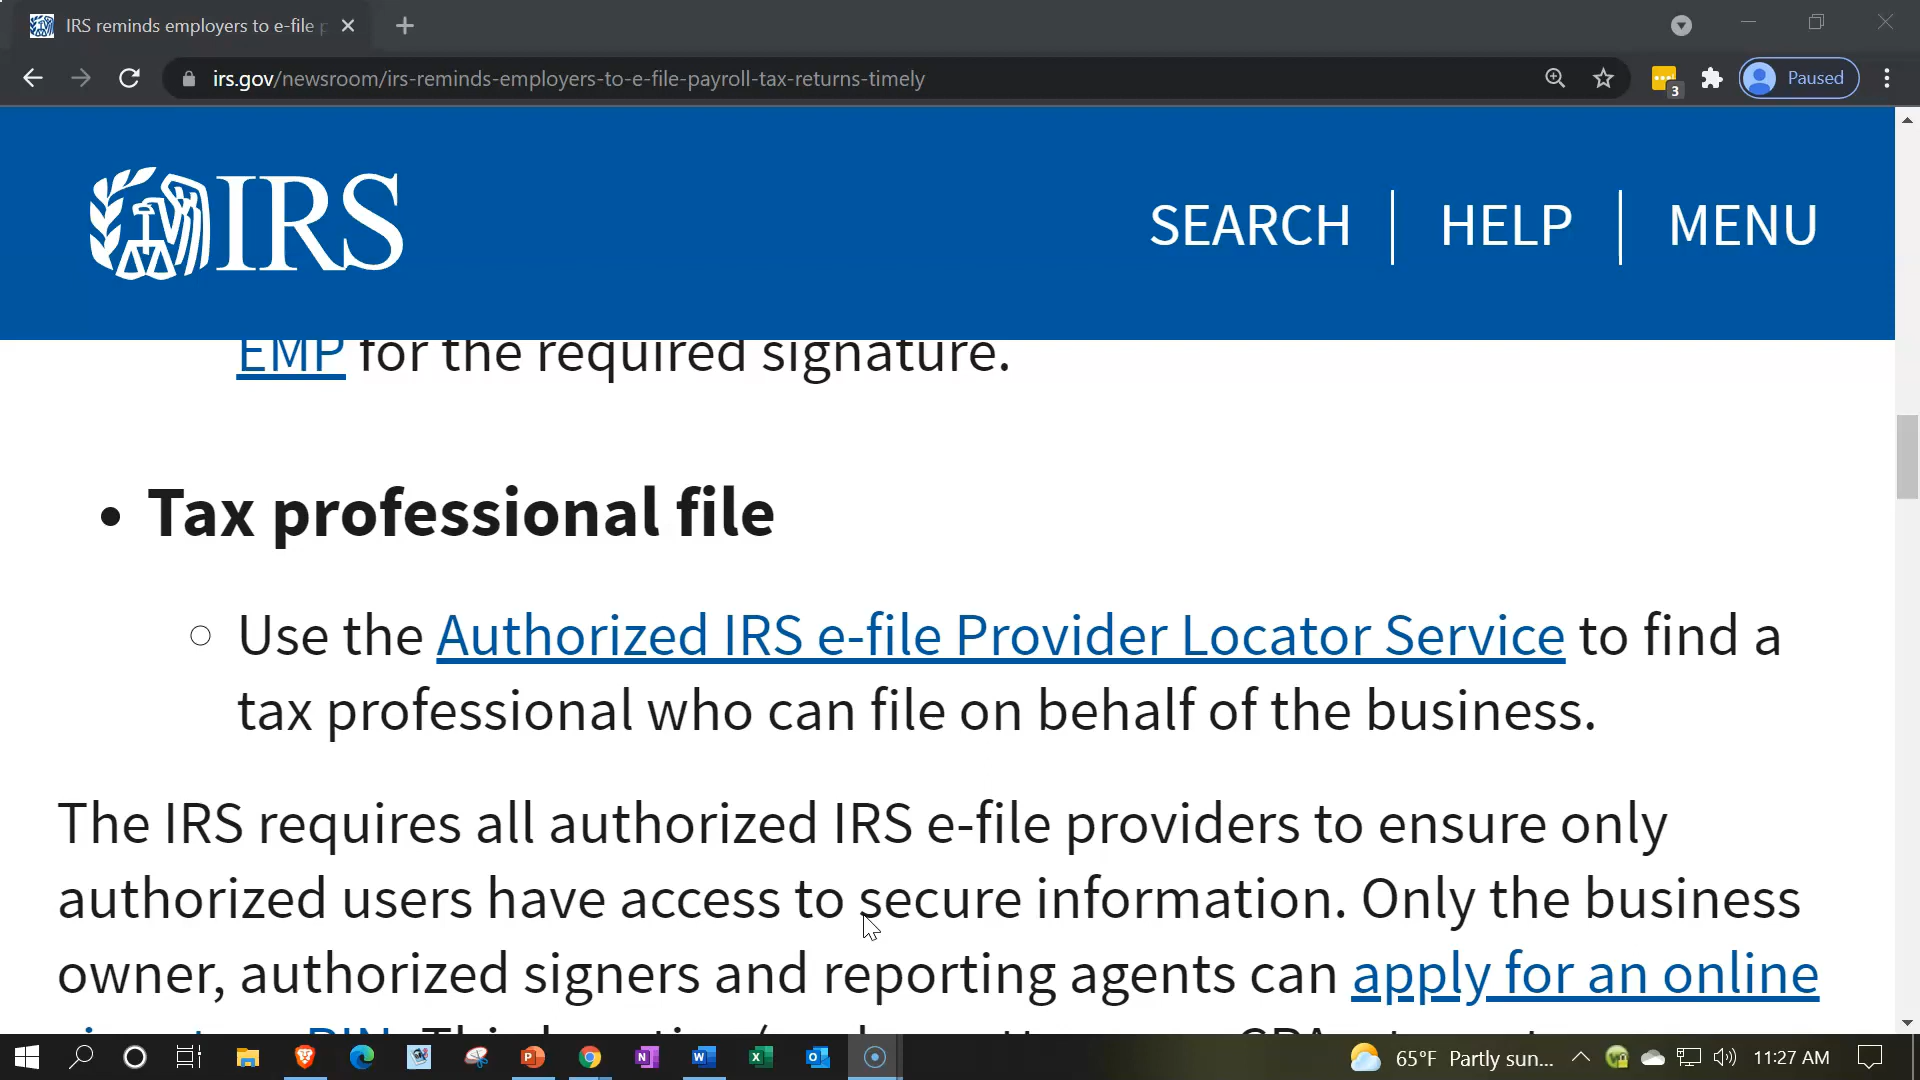 IRS reminds employers to e-file p
irs.gov/newsroom/irs-reminds-employers-to-e-file-payroll-tax-returns-timely
3
Paused
IRS
SEARCH
HELP
MENU
EMP for the required signature.
• Tax professional file
○ Use the Authorized IRS e-file Provider Locator Service to find a
tax professional who can file on behalf of the business.
The IRS requires all authorized IRS e-file providers to ensure only
authorized users have access to secure information. Only the business
owner, authorized signers and reporting agents can apply for an online
65°F Partly sun...
11:27 AM